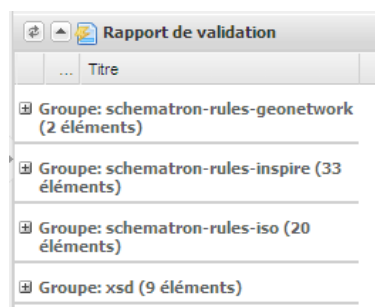 Rapport de validation
... Titre
Groupe: schematron-rules-geonetwork
(2 éléments)
Groupe: schematron-rules-inspire (33
éléments)
Groupe: schematron-rules-iso (20
éléments)
Groupe: xsd (9 éléments)